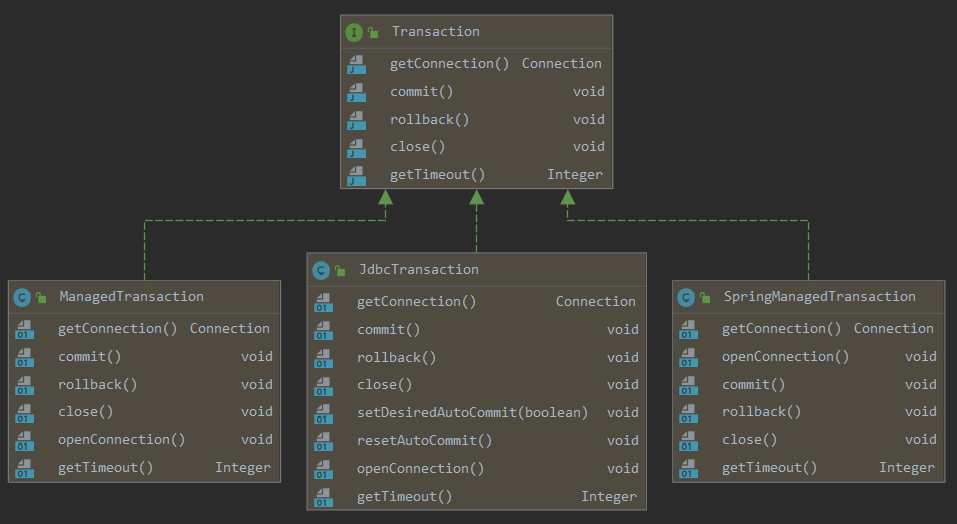 Transaction
getConnection() Connection
commit() void
rollback() void
close() void
getTimeout() Integer
ManagedTransaction
getConnection() Connection
commit() void
rollback() void
close() void
openConnection() void
getTimeout() Integer
JdbcTransaction
getConnection() Connection
commit() void
rollback() void
close() void
setDesiredAutoCommit(boolean) void
resetAutoCommit() void
openConnection() void
getTimeout() Integer
SpringManagedTransaction
getConnection() Connection
openConnection() void
commit() void
rollback() void
close() void
getTimeout() Integer